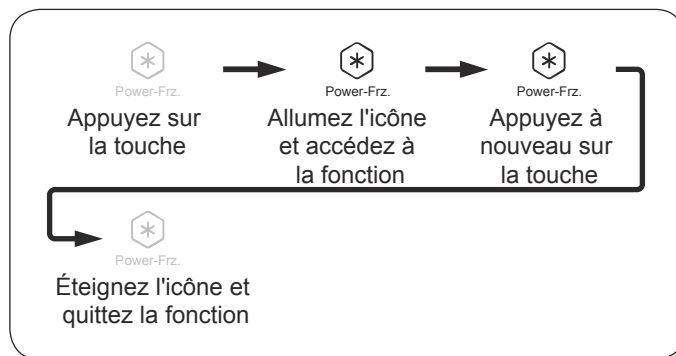 Power-Frz.
Appuyez sur
la touche
Power-Frz.
Allumez l'icône
et accédez à
la fonction
Power-Frz.
Appuyez à
nouveau sur
la touche
Power-Frz.
Éteignez l'icône et
quittez la fonction